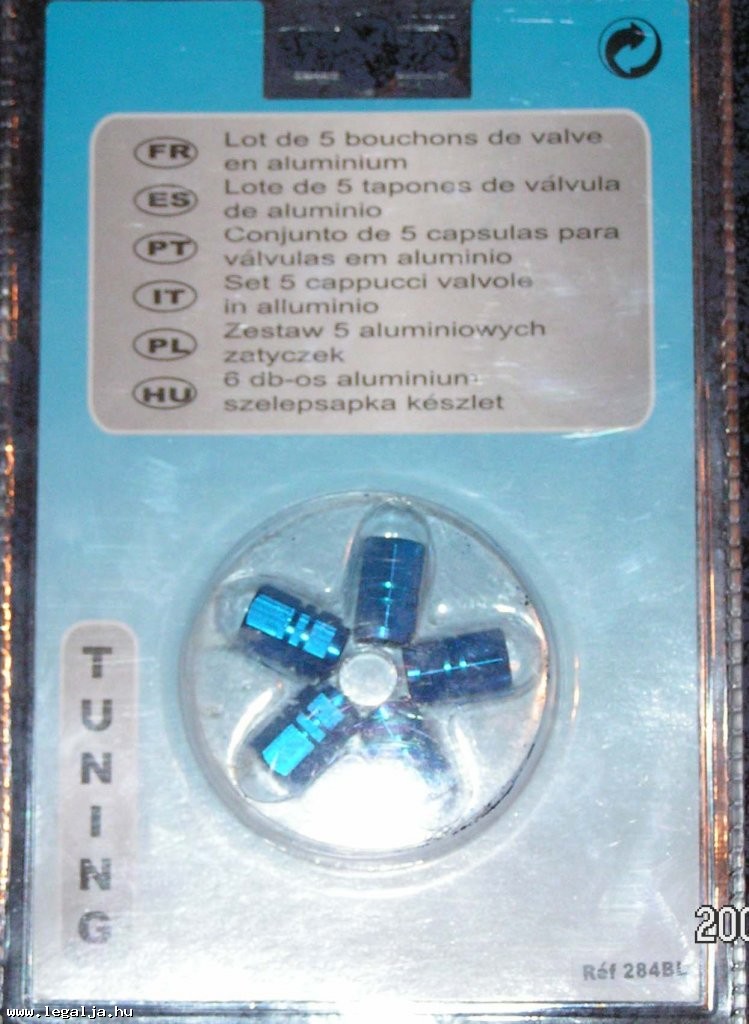 FR Lot de 5 bouchons de valve
en aluminium
ES Lote de 5 tapones de válvula
de aluminio
PT Conjunto de 5 capsulas para
válvulas em aluminio
IT Set 5 cappucci valvole
in alluminio
PL Zestaw 5 aluminiowych
zatyczek
HU 6 db-os aluminium
szelepsapka készlet
TUNING
200
Réf 284BL
www.legalja.hu